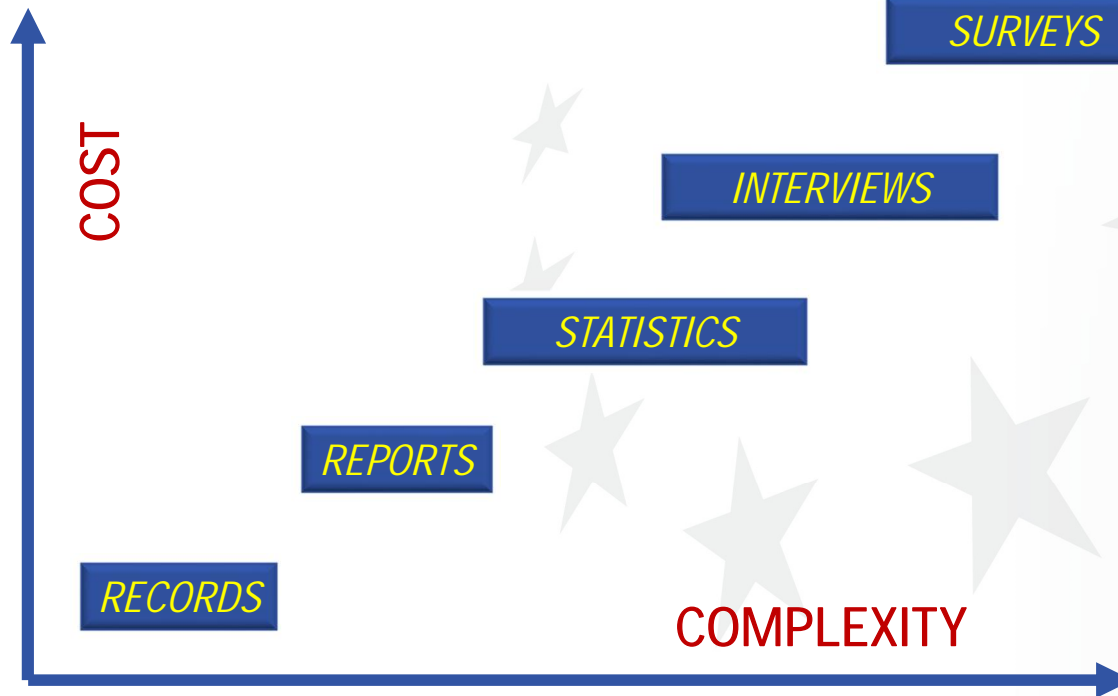 SURVEYS
COST
INTERVIEWS
STATISTICS
REPORTS
RECORDS
COMPLEXITY